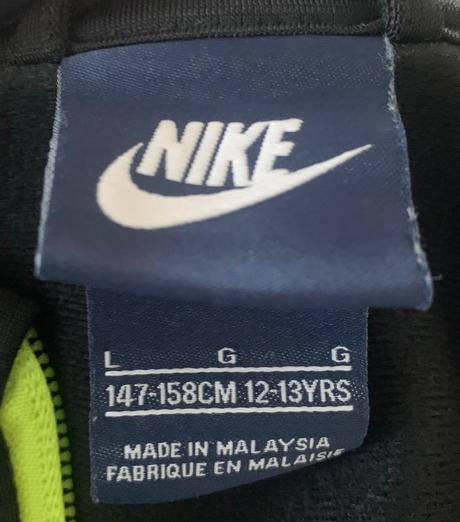 NIKE
L G G
147-158CM 12-13YRS
MADE IN MALAYSIA
FABRIQUE EN MALAISIE